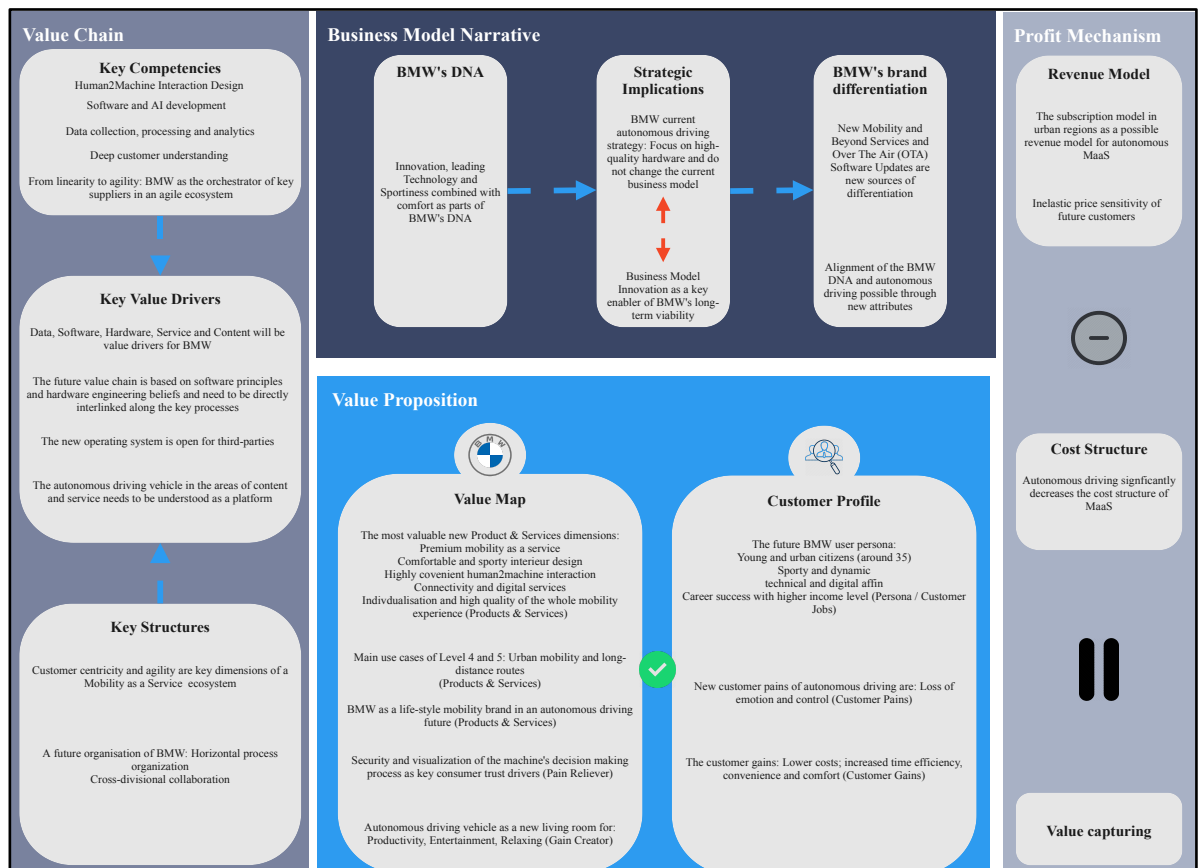 Value Chain
Key Competencies
Human2Machine Interaction Design
Software and AI development
Data collection, processing and analytics
Deep customer understanding
From linearity to agility: BMW as the orchestrator of key
suppliers in an agile ecosystem
Key Value Drivers
Data, Software, Hardware, Service and Content will be
value drivers for BMW
The future value chain is based on software principles
and hardware engineering beliefs and need to be directly
interlinked along the key processes
The new operating system is open for third-parties
The autonomous driving vehicle in the areas of content
and service needs to be understood as a platform
Key Structures
Customer centricity and agility are key dimensions of a
Mobility as a Service ecosystem
A future organisation of BMW: Horizontal process
organization
Cross-divisional collaboration
Business Model Narrative
BMW's DNA
Innovation, leading
Technology and
Sportiness combined with
comfort as parts of
BMW's DNA
Strategic
Implications
BMW current
autonomous driving
strategy: Focus on high-
quality hardware and do
not change the current
business model
Business Model
Innovation as a key
enabler of BMW's long-
term viability
BMW's brand
differentiation
New Mobility and
Beyond Services and
Over The Air (OTA)
Software Updates are
new sources of
differentiation
Alignment of the BMW
DNA and autonomous
driving possible through
new attributes
Value Proposition
BMW
Value Map
The most valuable new Product & Services dimensions:
Premium mobility as a service
Comfortable and sporty interieur design
Highly covenient human2machine interaction
Connectivity and digital services
Indivdualisation and high quality of the whole mobility
experience (Products & Services)
Main use cases of Level 4 and 5: Urban mobility and long-
distance routes
(Products & Services)
BMW as a life-style mobility brand in an autonomous driving
future (Products & Services)
Security and visualization of the machine's decision making
process as key consumer trust drivers (Pain Reliever)
Autonomous driving vehicle as a new living room for:
Productivity, Entertainment, Relaxing (Gain Creator)
Customer Profile
The future BMW user persona:
Young and urban citizens (around 35)
Sporty and dynamic
technical and digital affin
Career success with higher income level (Persona / Customer
Jobs)
New customer pains of autonomous driving are: Loss of
emotion and control (Customer Pains)
The customer gains: Lower costs; increased time efficiency,
convenience and comfort (Customer Gains)
Profit Mechanism
Revenue Model
The subscription model in
urban regions as a possible
revenue model for autonomous
MaaS
Inelastic price sensitivity of
future customers
Cost Structure
Autonomous driving signficantly
decreases the cost structure of
MaaS
Value capturing